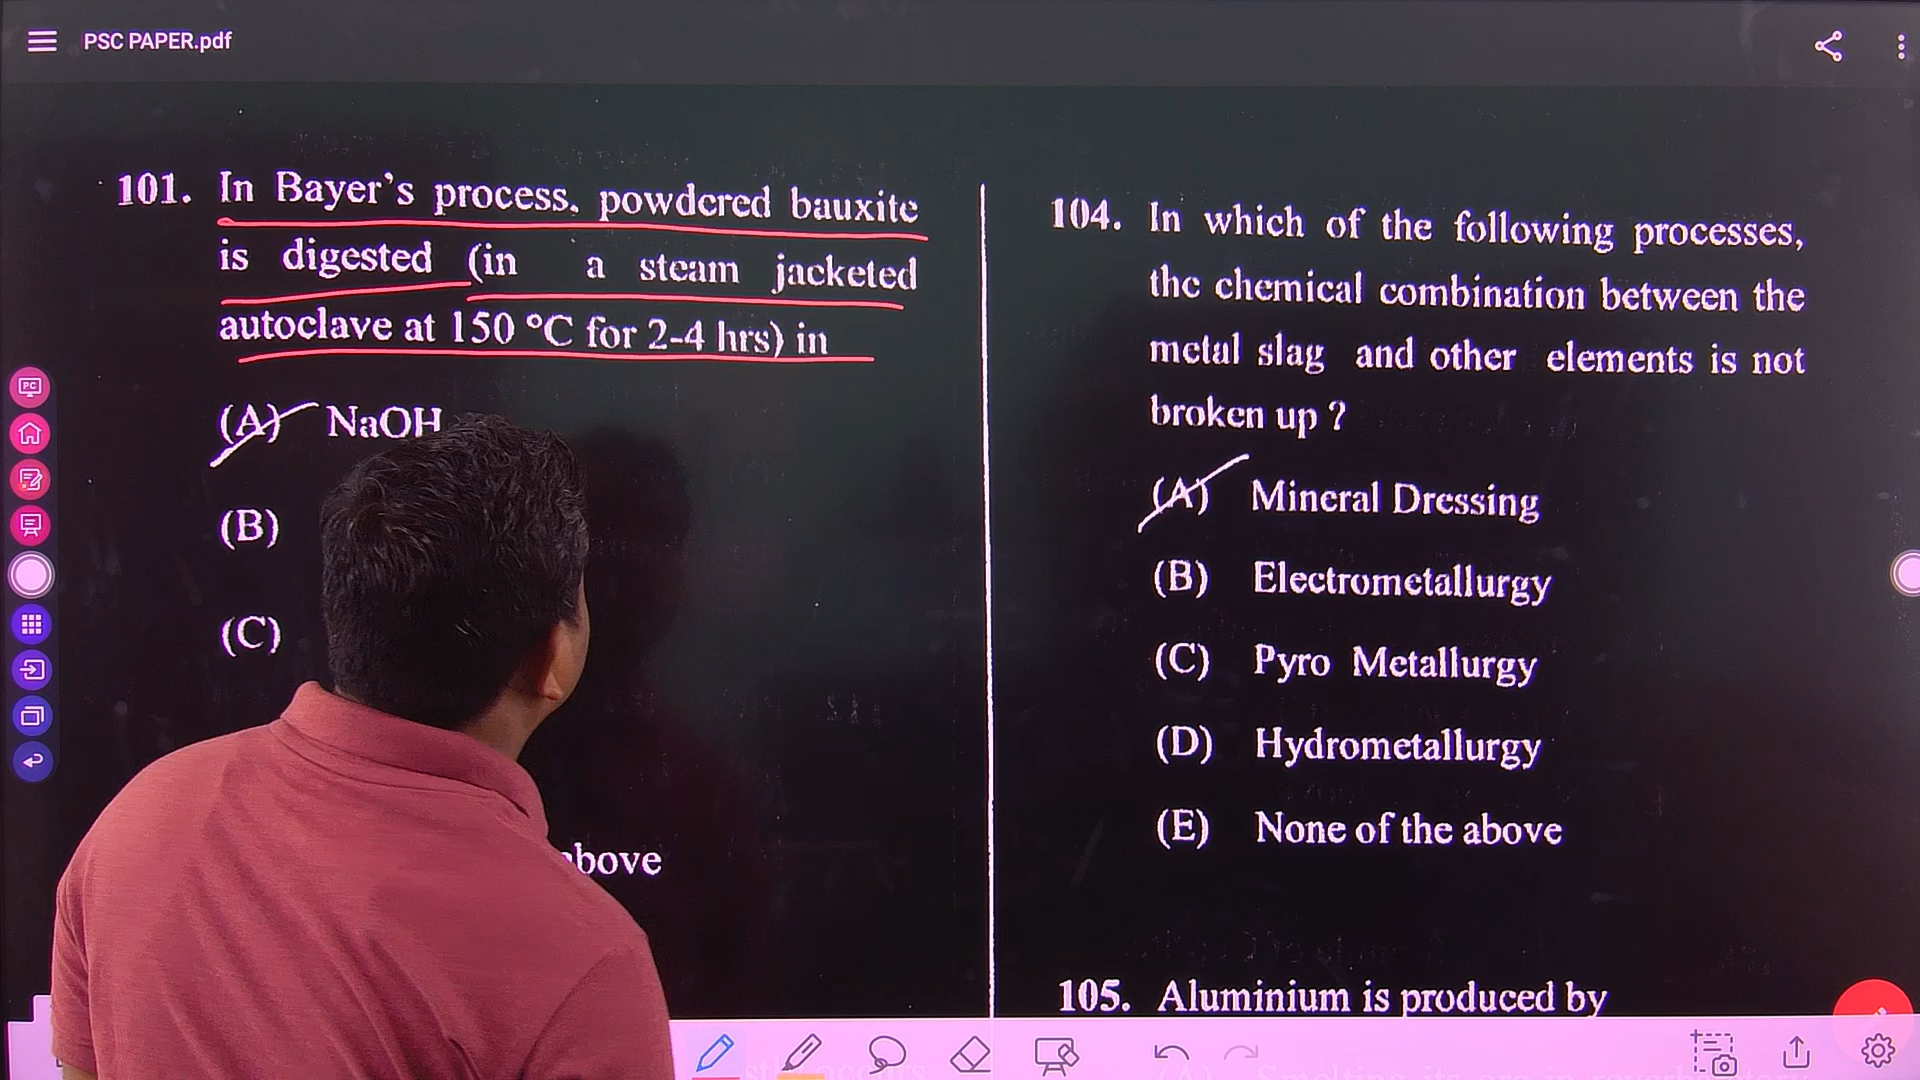 PSC PAPER.pdf
101. In Bayer's process, powdered bauxite
is digested (in a steam jacketed
autoclave at 150 °C for 2-4 hrs) in
(A) NaOH
(B)
(C)
above
104. In which of the following processes,
the chemical combination between the
metal slag and other elements is not
broken up ?
(A) Mineral Dressing
(B) Electrometallurgy
(C) Pyro Metallurgy
(D) Hydrometallurgy
(E) None of the above
105. Aluminium is produced by
PC